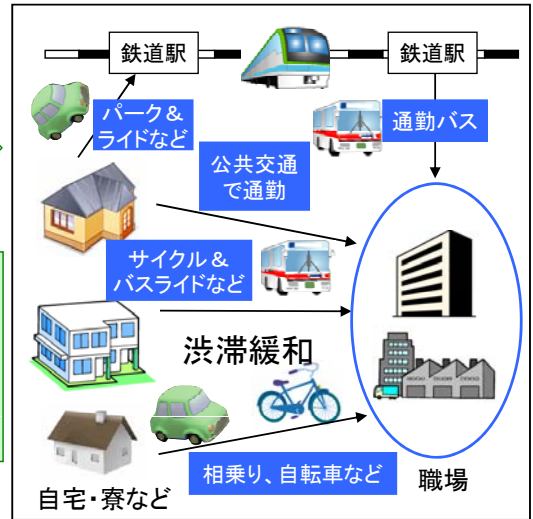 鉄道駅
鉄道駅
パーク&
ライドなど
通勤バス
公共交通
で通勤
サイクル&
バスライドなど
渋滞緩和
相乗り、自転車など
自宅・寮など
職場